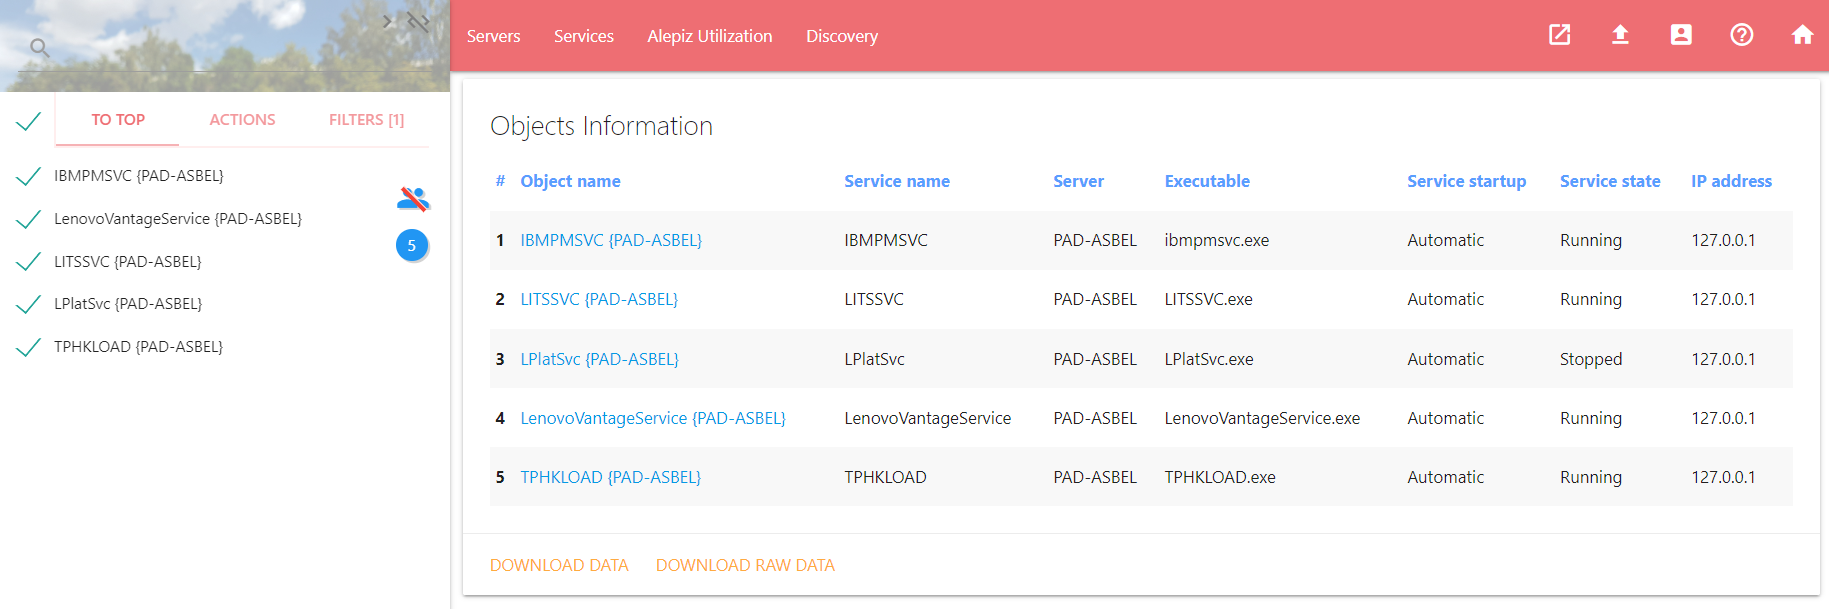 Servers Services Alepiz Utilization Discovery
TO TOP ACTIONS FILTERS [1]
IBMPMSVC {PAD-ASBEL}
LenovoVantageService {PAD-ASBEL}
5
LITSSVC {PAD-ASBEL}
LPlatSvc {PAD-ASBEL}
TPHKLOAD {PAD-ASBEL}
Objects Information
# Object name Service name Server Executable Service startup Service state IP address
1 IBMPMSVC {PAD-ASBEL} IBMPMSVC PAD-ASBEL ibmpmsvc.exe Automatic Running 127.0.0.1
2 LITSSVC {PAD-ASBEL} LITSSVC PAD-ASBEL LITSSVC.exe Automatic Running 127.0.0.1
3 LPlatSvc {PAD-ASBEL} LPlatSvc PAD-ASBEL LPlatSvc.exe Automatic Stopped 127.0.0.1
4 LenovoVantageService {PAD-ASBEL} LenovoVantageService PAD-ASBEL LenovoVantageService.exe Automatic Running 127.0.0.1
5 TPHKLOAD {PAD-ASBEL} TPHKLOAD PAD-ASBEL TPHKLOAD.exe Automatic Running 127.0.0.1
DOWNLOAD DATA DOWNLOAD RAW DATA